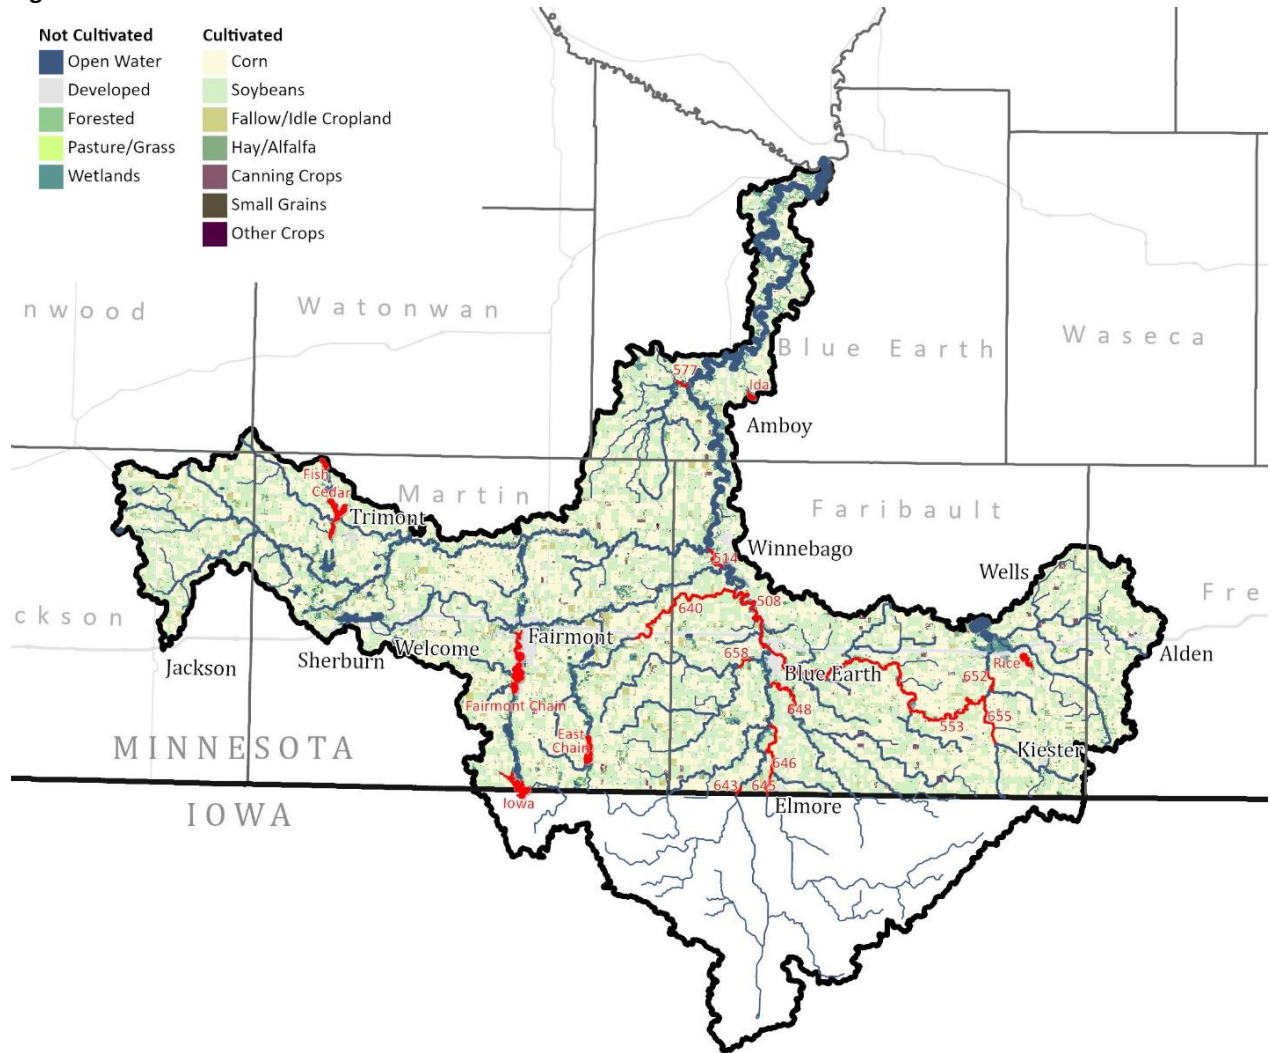 Not Cultivated
Open Water
Developed
Forested
Pasture/Grass
Wetlands
Cultivated
Corn
Soybeans
Fallow/Idle Cropland
Hay/Alfalfa
Canning Crops
Small Grains
Other Crops
nwood
Watonwan
Blue Earth
Waseca
577
Ida
Amboy
Fish
Cedar
Martin
Trimont
Faribault
Winnebago
514
Wells
Fre
ckson
640
508
Fairmont
Welcome
Sherburn
Jackson
658
Blue Earth
Rice
652
Alden
Fairmont Chain
648
655
553
East
Chain
Kiester
MINNESOTA
646
643
645
Iowa
Elmore
IOWA